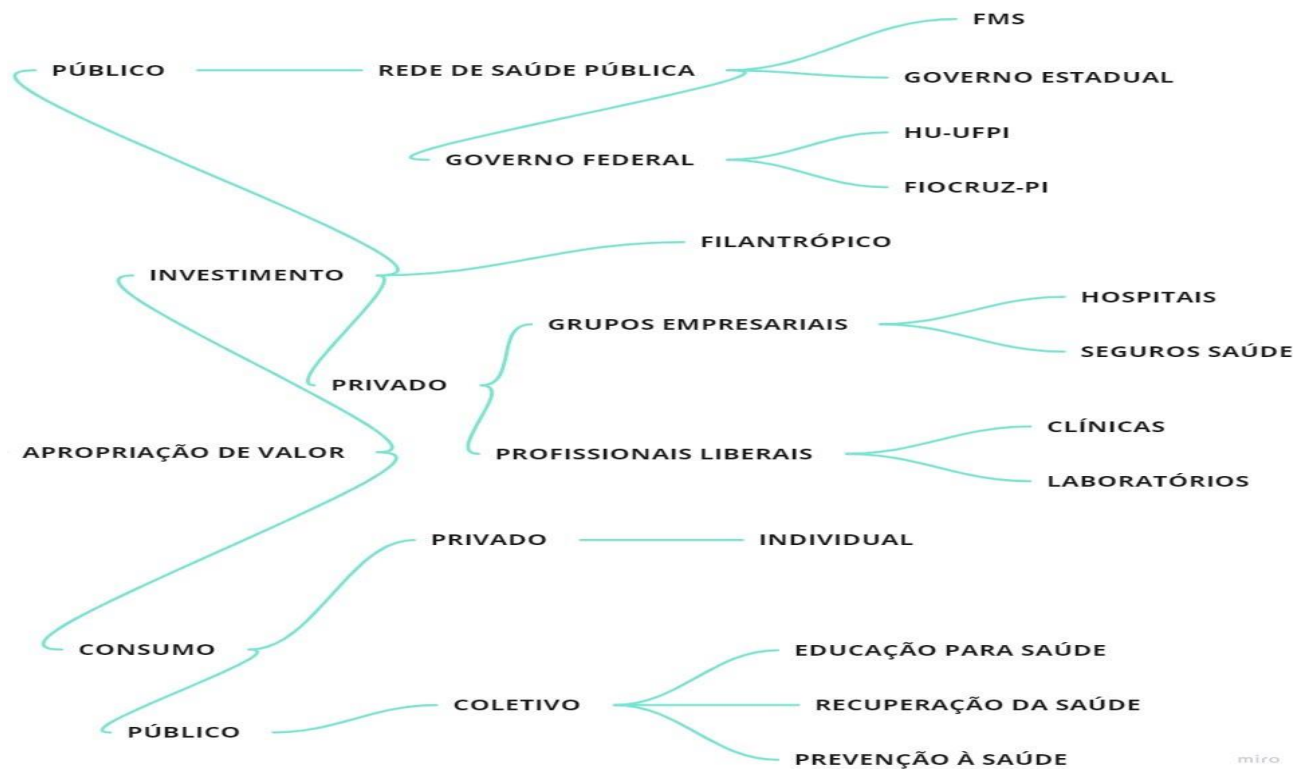 FMS
PÚBLICO
REDE DE SAÚDE PÚBLICA
GOVERNO ESTADUAL
HU-UFPI
GOVERNO FEDERAL
FIOCRUZ-PI
FILANTRÓPICO
INVESTIMENTO
HOSPITAIS
GRUPOS EMPRESARIAIS
SEGUROS SAÚDE
PRIVADO
CLÍNICAS
APROPRIAÇÃO DE VALOR
PROFISSIONAIS LIBERAIS
LABORATÓRIOS
PRIVADO
INDIVIDUAL
CONSUMO
EDUCAÇÃO PARA SAÚDE
COLETIVO
RECUPERAÇÃO DA SAÚDE
PÚBLICO
PREVENÇÃO À SAÚDE
miro